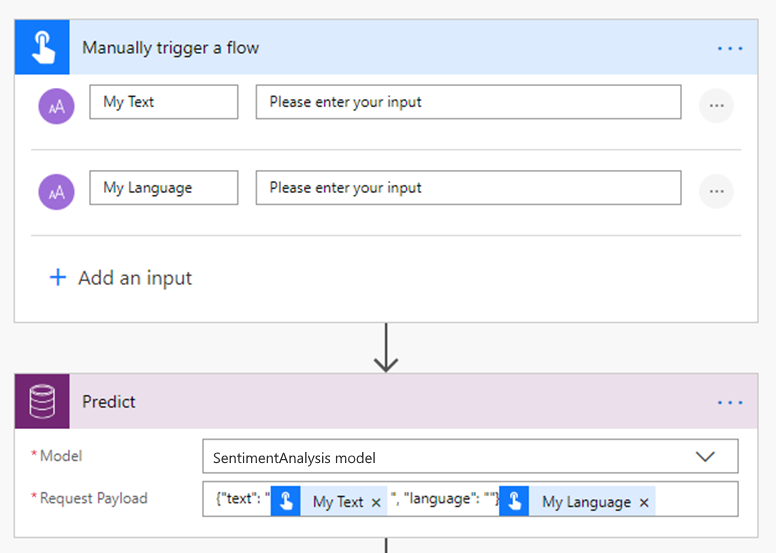 Manually trigger a flow
AA My Text Please enter your input
AA My Language Please enter your input
+ Add an input
Predict
* Model SentimentAnalysis model
* Request Payload {"text": " My Text × ", "language": ""} My Language ×